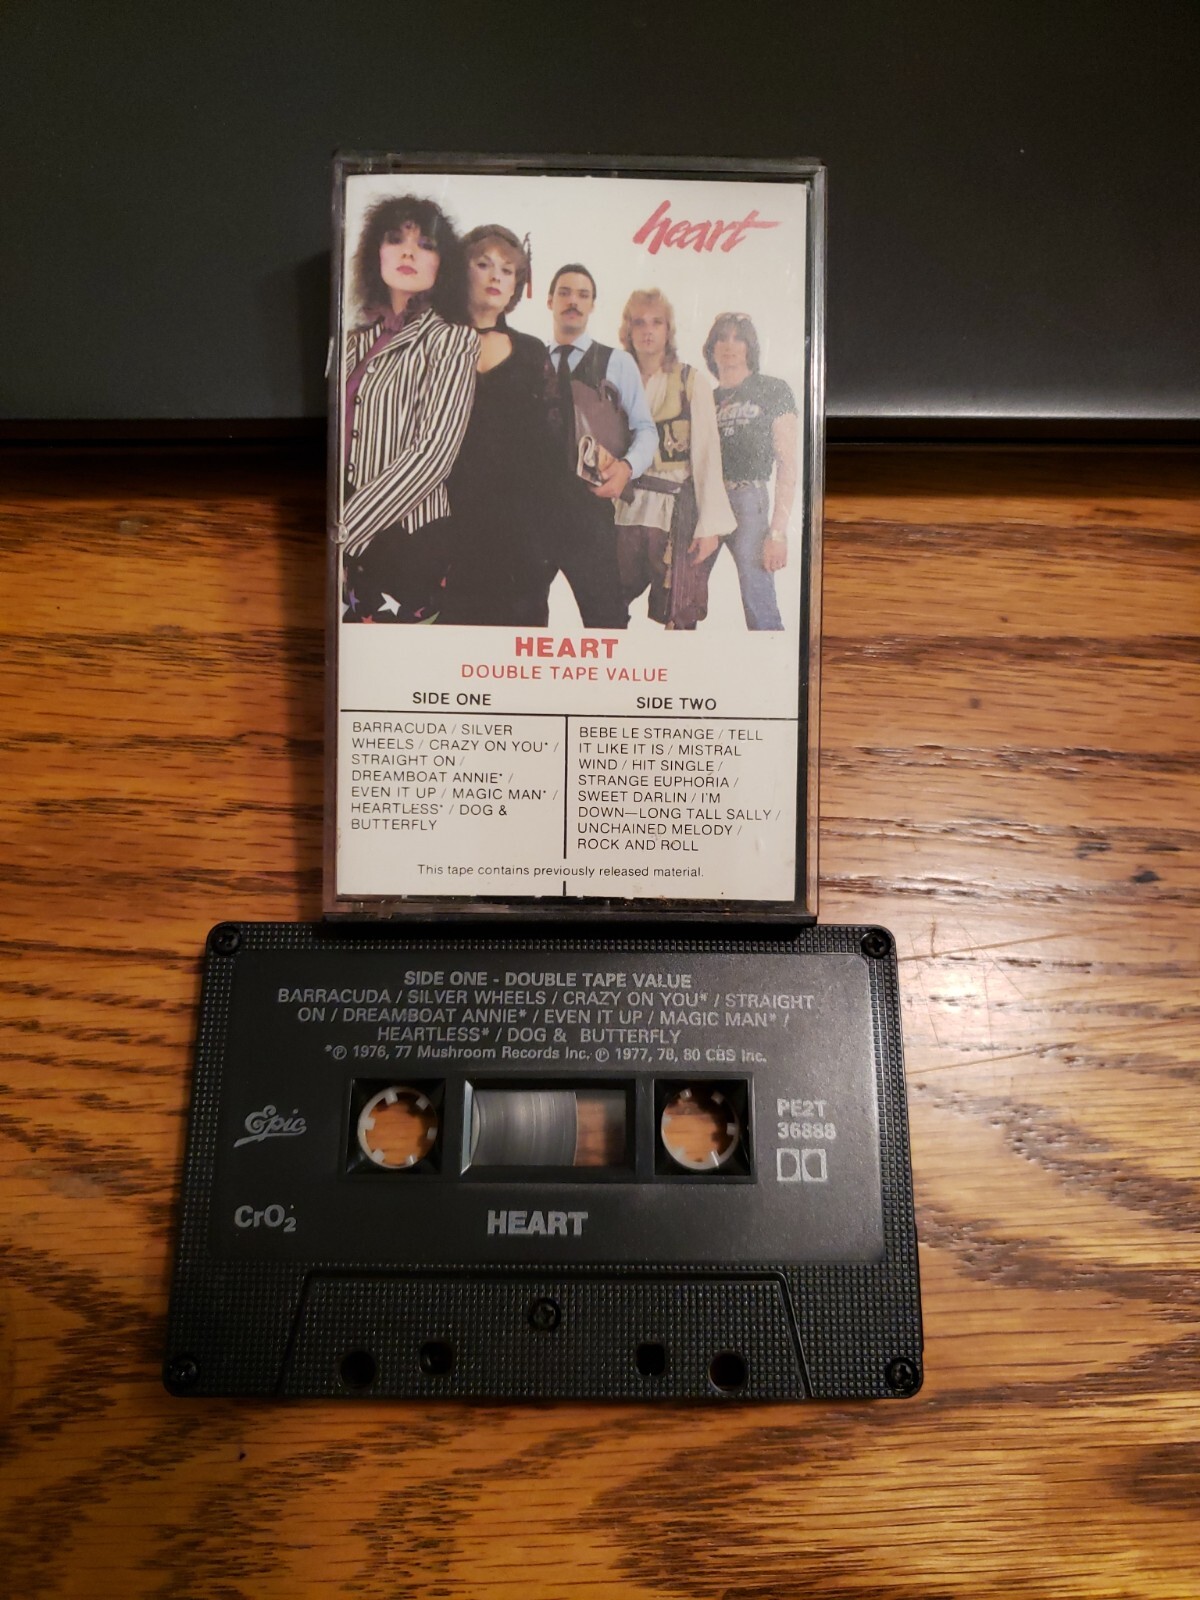 heart
'76
HEART
DOUBLE TAPE VALUE
SIDE ONE
BARRACUDA / SILVER
WHEELS / CRAZY ON YOU* /
STRAIGHT ON /
DREAMBOAT ANNIE* /
EVEN IT UP / MAGIC MAN* /
HEARTLESS* / DOG &
BUTTERFLY
SIDE TWO
BEBE LE STRANGE / TELL
IT LIKE IT IS / MISTRAL
WIND / HIT SINGLE /
STRANGE EUPHORIA /
SWEET DARLIN / I'M
DOWN—LONG TALL SALLY /
UNCHAINED MELODY /
ROCK AND ROLL
This tape contains previously released material.
SIDE ONE - DOUBLE TAPE VALUE
BARRACUDA / SILVER WHEELS / CRAZY ON YOU* / STRAIGHT
ON / DREAMBOAT ANNIE* / EVEN IT UP / MAGIC MAN* /
HEARTLESS* / DOG & BUTTERFLY
*℗ 1976, 77 Mushroom Records Inc. ℗ 1977, 78, 80 CBS Inc.
Epic
PE2T
36888
CrO₂
HEART